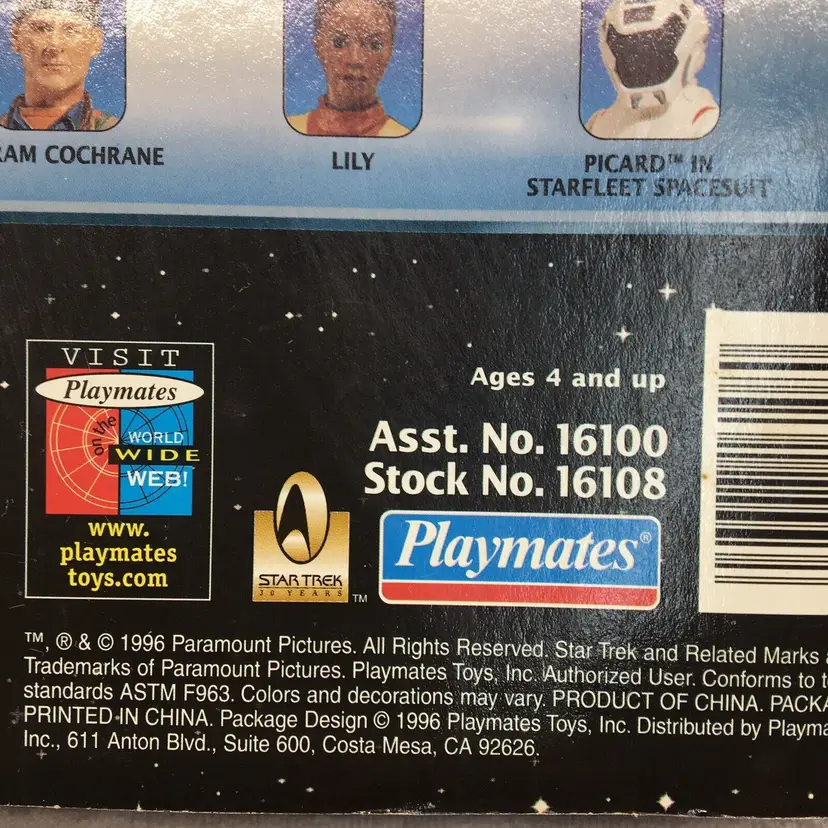 RAM COCHRANE
LILY
PICARD™ IN
STARFLEET SPACESUIT
VISIT
Playmates
on the
WORLD
WIDE
WEB!
www.
playmates
toys.com
Ages 4 and up
Asst. No. 16100
Stock No. 16108
STAR TREK
30 YEARS ™
Playmates®
™, ® & © 1996 Paramount Pictures. All Rights Reserved. Star Trek and Related Marks
Trademarks of Paramount Pictures. Playmates Toys, Inc. Authorized User. Conforms to
standards ASTM F963. Colors and decorations may vary. PRODUCT OF CHINA.
PRINTED IN CHINA. Package Design © 1996 Playmates Toys, Inc. Distributed by
Inc., 611 Anton Blvd., Suite 600, Costa Mesa, CA 92626.